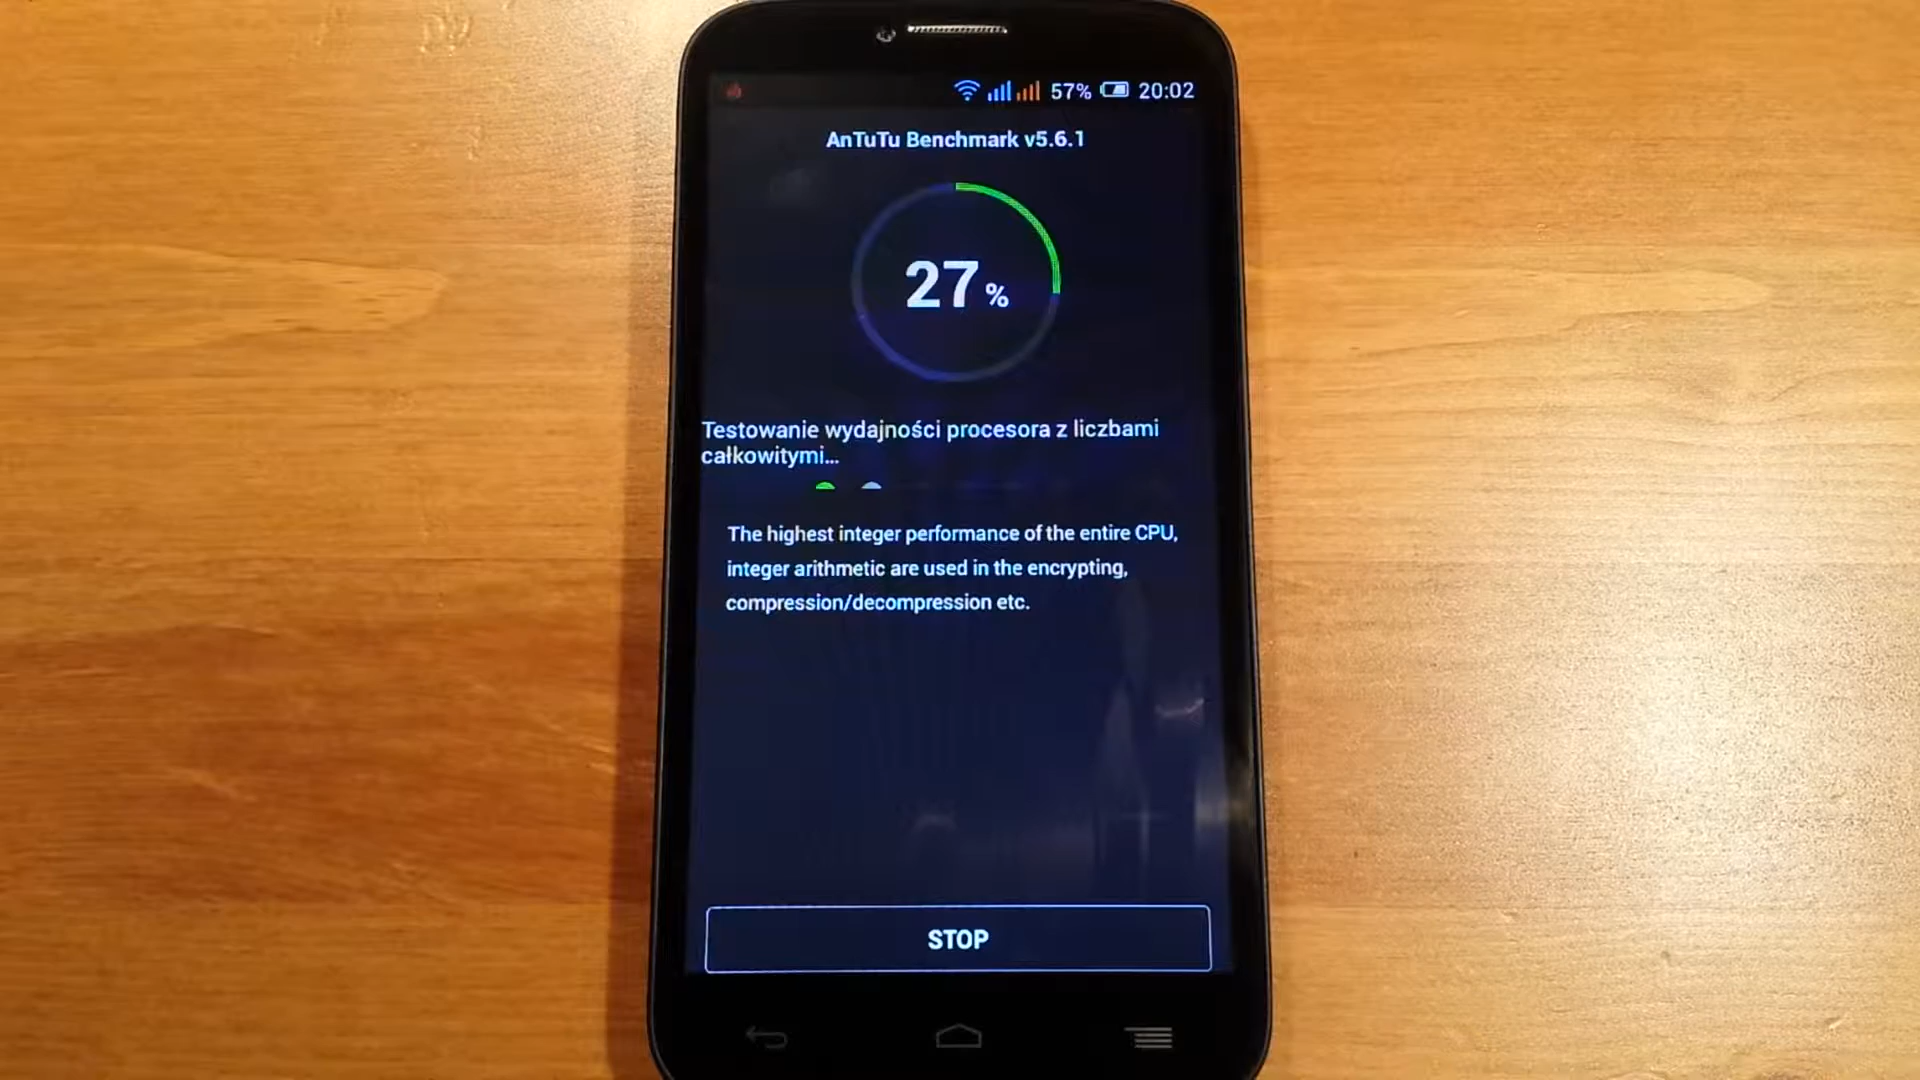 57% 20:02
AnTuTu Benchmark v5.6.1
27 %
Testowanie wydajności procesora z liczbami
całkowitymi...
The highest integer performance of the entire CPU,
integer arithmetic are used in the encrypting,
compression/decompression etc.
STOP